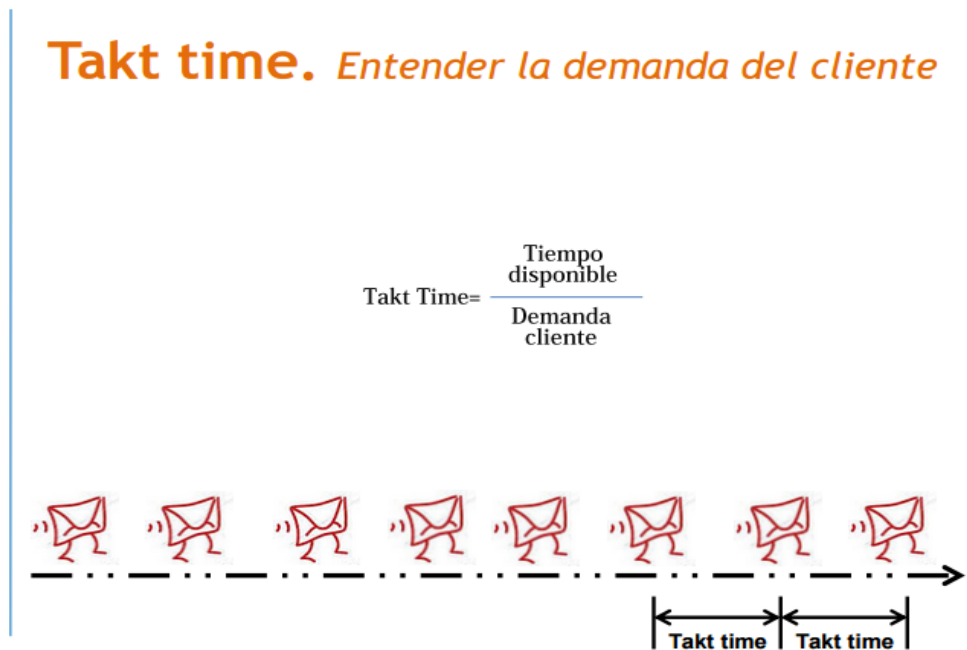 Takt time. Entender la demanda del cliente
Tiempo
disponible
Takt Time=
Demanda
cliente
Takt time Takt time